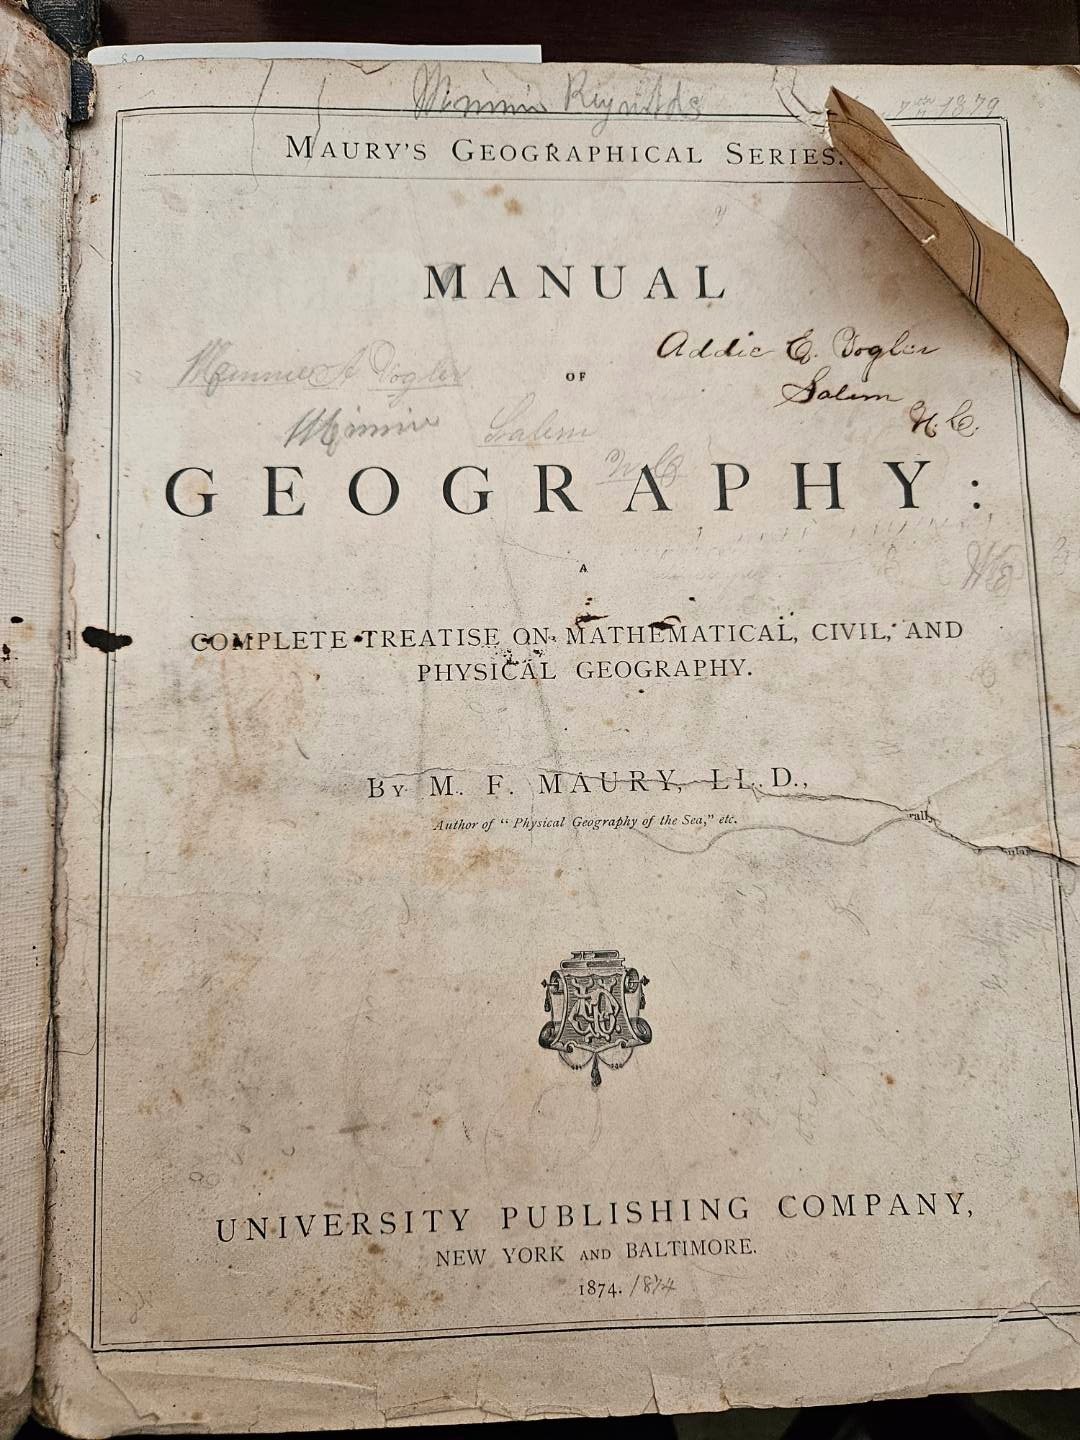 Minnie Reynolds
1879
MAURY'S GEOGRAPHICAL SERIES.
MANUAL
Addie E. Vogler
Minnie A Vogler
OF
Salem
N. C.
Minnie Salem
N C
GEOGRAPHY:
A
COMPLETE TREATISE ON MATHEMATICAL, CIVIL, AND
PHYSICAL GEOGRAPHY.
BY M. F. MAURY, LL.D.,
Author of "Physical Geography of the Sea," etc.
rally
UNIVERSITY PUBLISHING COMPANY,
NEW YORK AND BALTIMORE.
1874. 1874